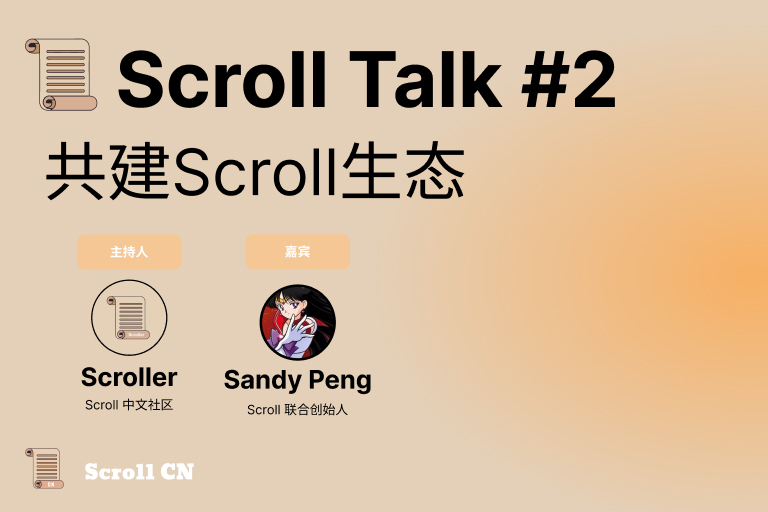 Scroll Talk #2
共建Scroll生态
主持人
嘉宾
Scroller
Sandy Peng
Scroll 中文社区
Scroll 联合创始人
CN
Scroll CN